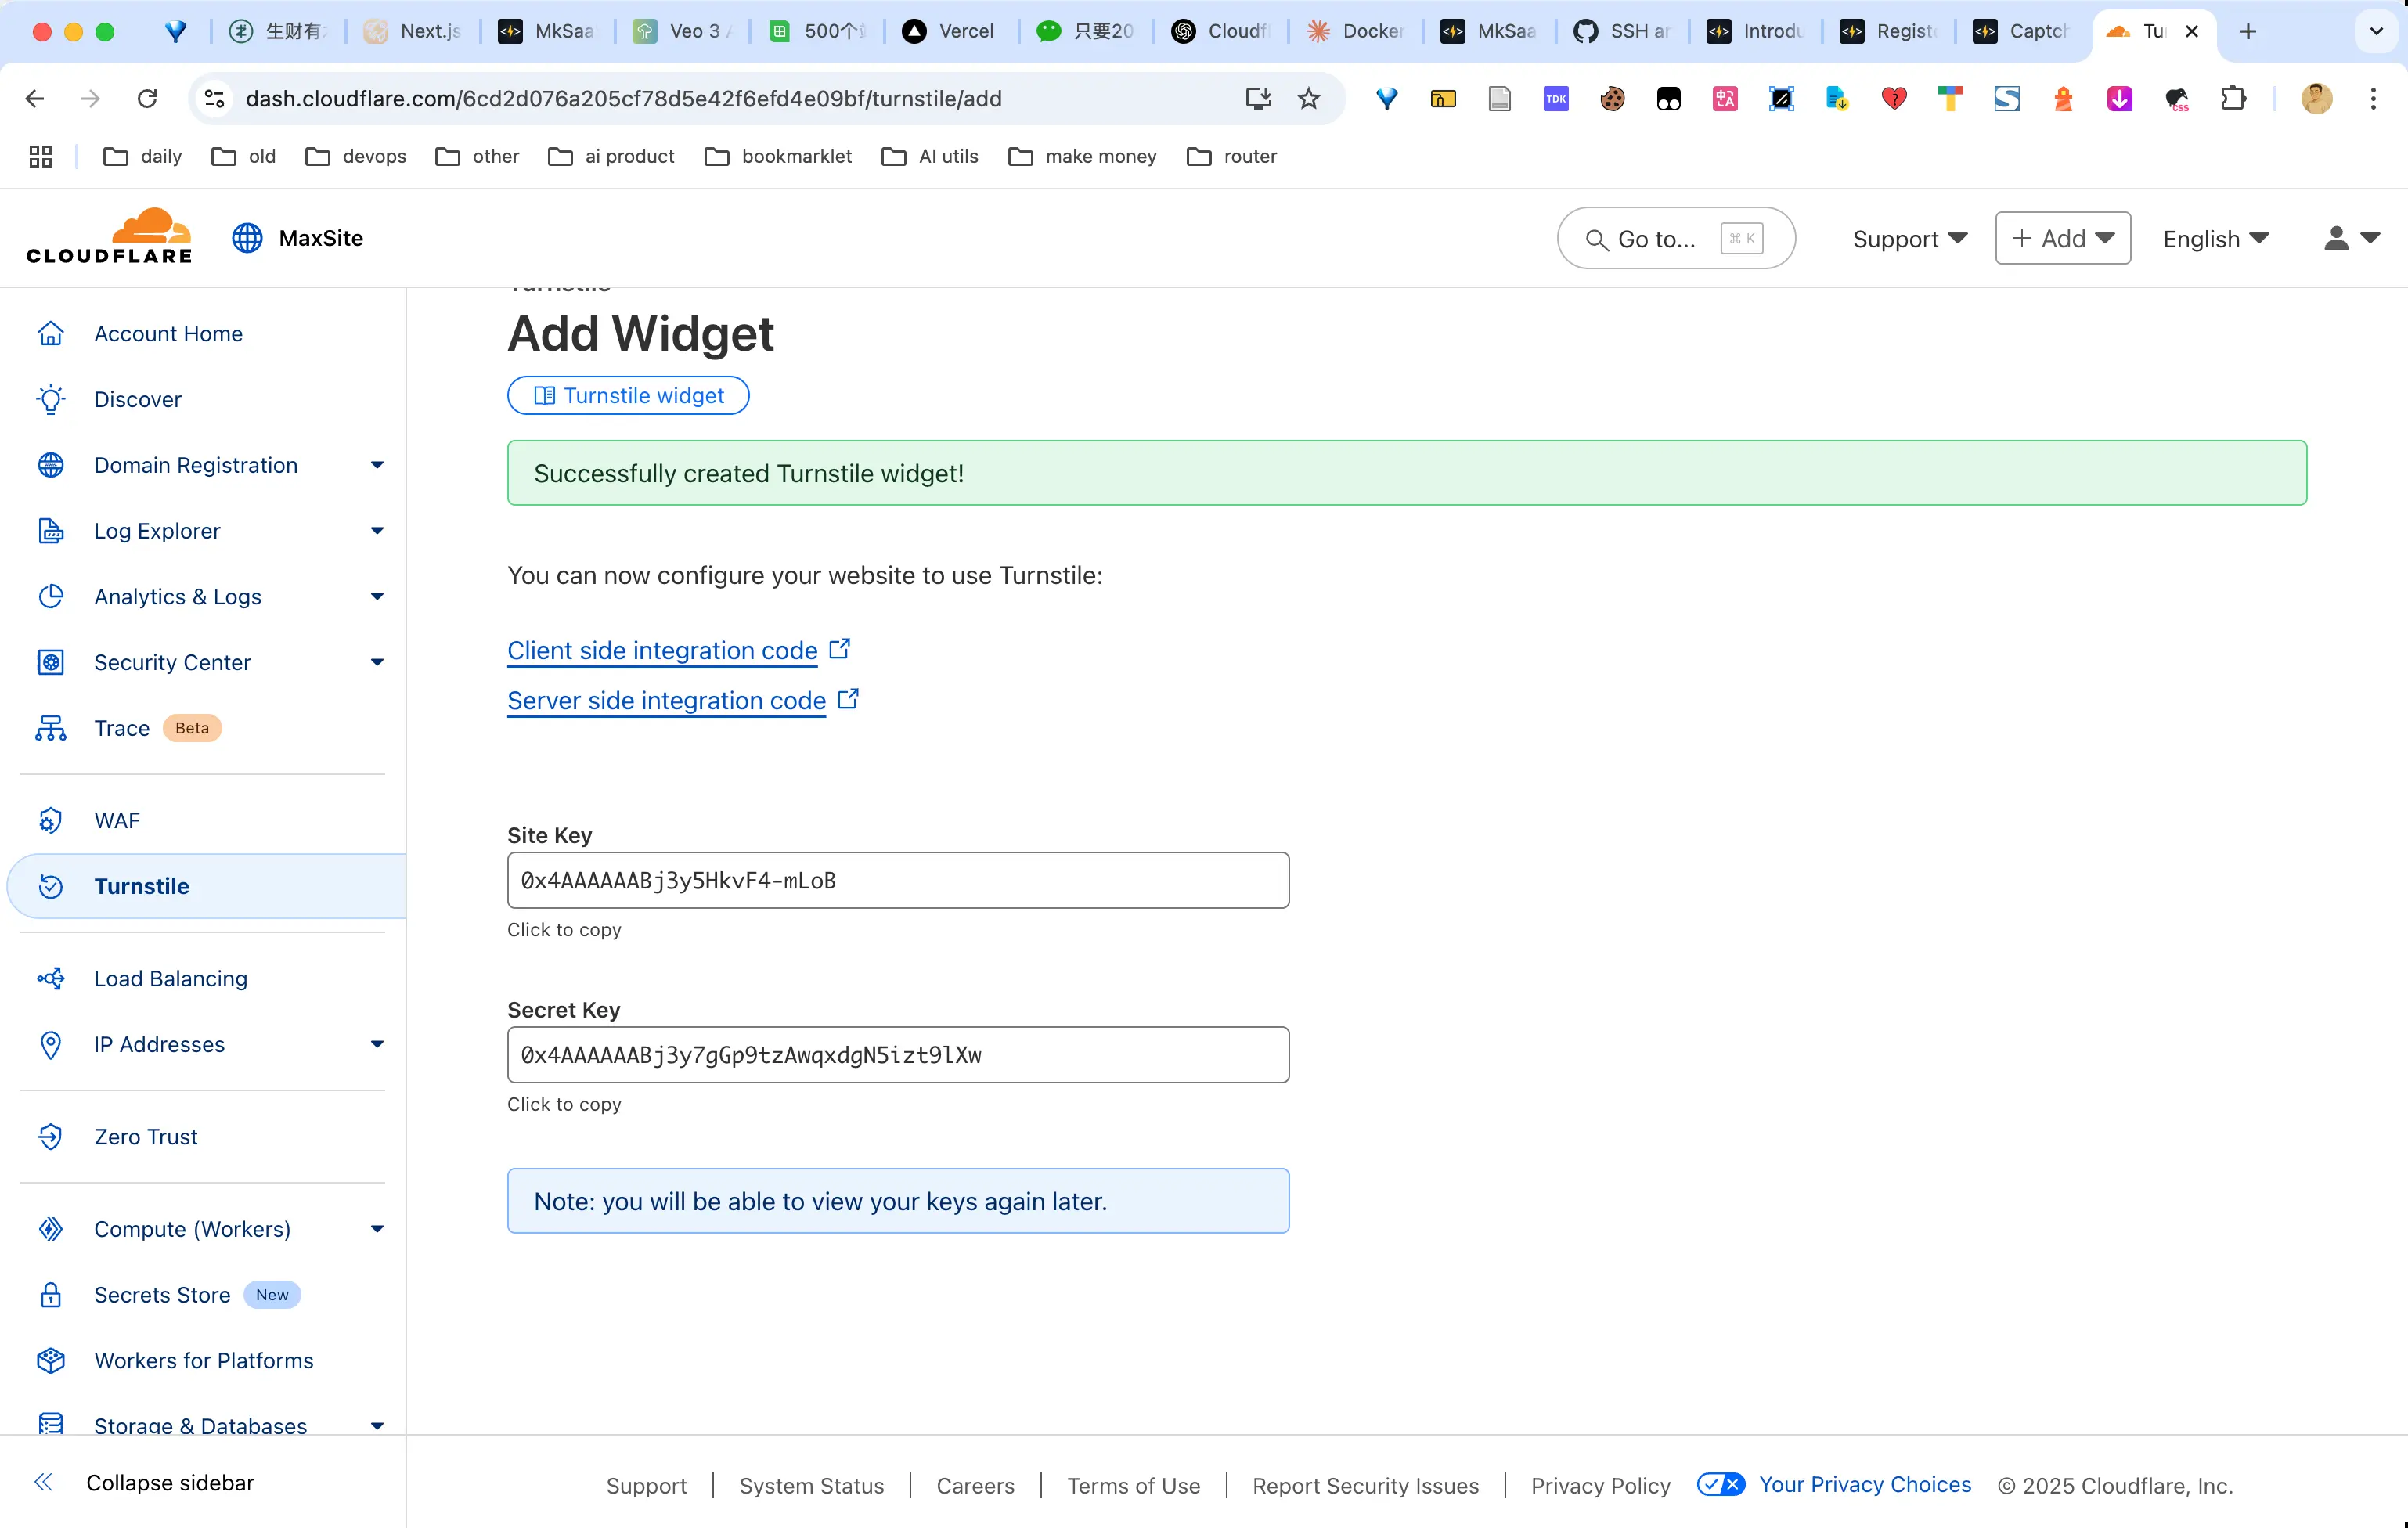 生财有
Next.js
MkSaa
Veo 3
500个
Vercel
只要20
Cloudf
Docker
MkSaa
SSH ar
Introdu
Registe
Captch
Tu
dash.cloudflare.com/6cd2d076a205cf78d5e42f6efd4e09bf/turnstile/add
TDK
CSS
daily
old
devops
other
ai product
bookmarklet
AI utils
make money
router
CLOUDFLARE
MaxSite
Go to...
⌘ K
Support
+ Add
English
Account Home
Discover
Domain Registration
Log Explorer
Analytics & Logs
Security Center
Trace Beta
WAF
Turnstile
Load Balancing
IP Addresses
Zero Trust
Compute (Workers)
Secrets Store New
Workers for Platforms
Storage & Databases
Collapse sidebar
Turnstile
Add Widget
Turnstile widget
Successfully created Turnstile widget!
You can now configure your website to use Turnstile:
Client side integration code
Server side integration code
Site Key
0x4AAAAAABj3y5HkvF4-mLoB
Click to copy
Secret Key
0x4AAAAAABj3y7gGp9tzAwqxdgN5izt9lXw
Click to copy
Note: you will be able to view your keys again later.
Support | System Status | Careers | Terms of Use | Report Security Issues | Privacy Policy
Your Privacy Choices
© 2025 Cloudflare, Inc.